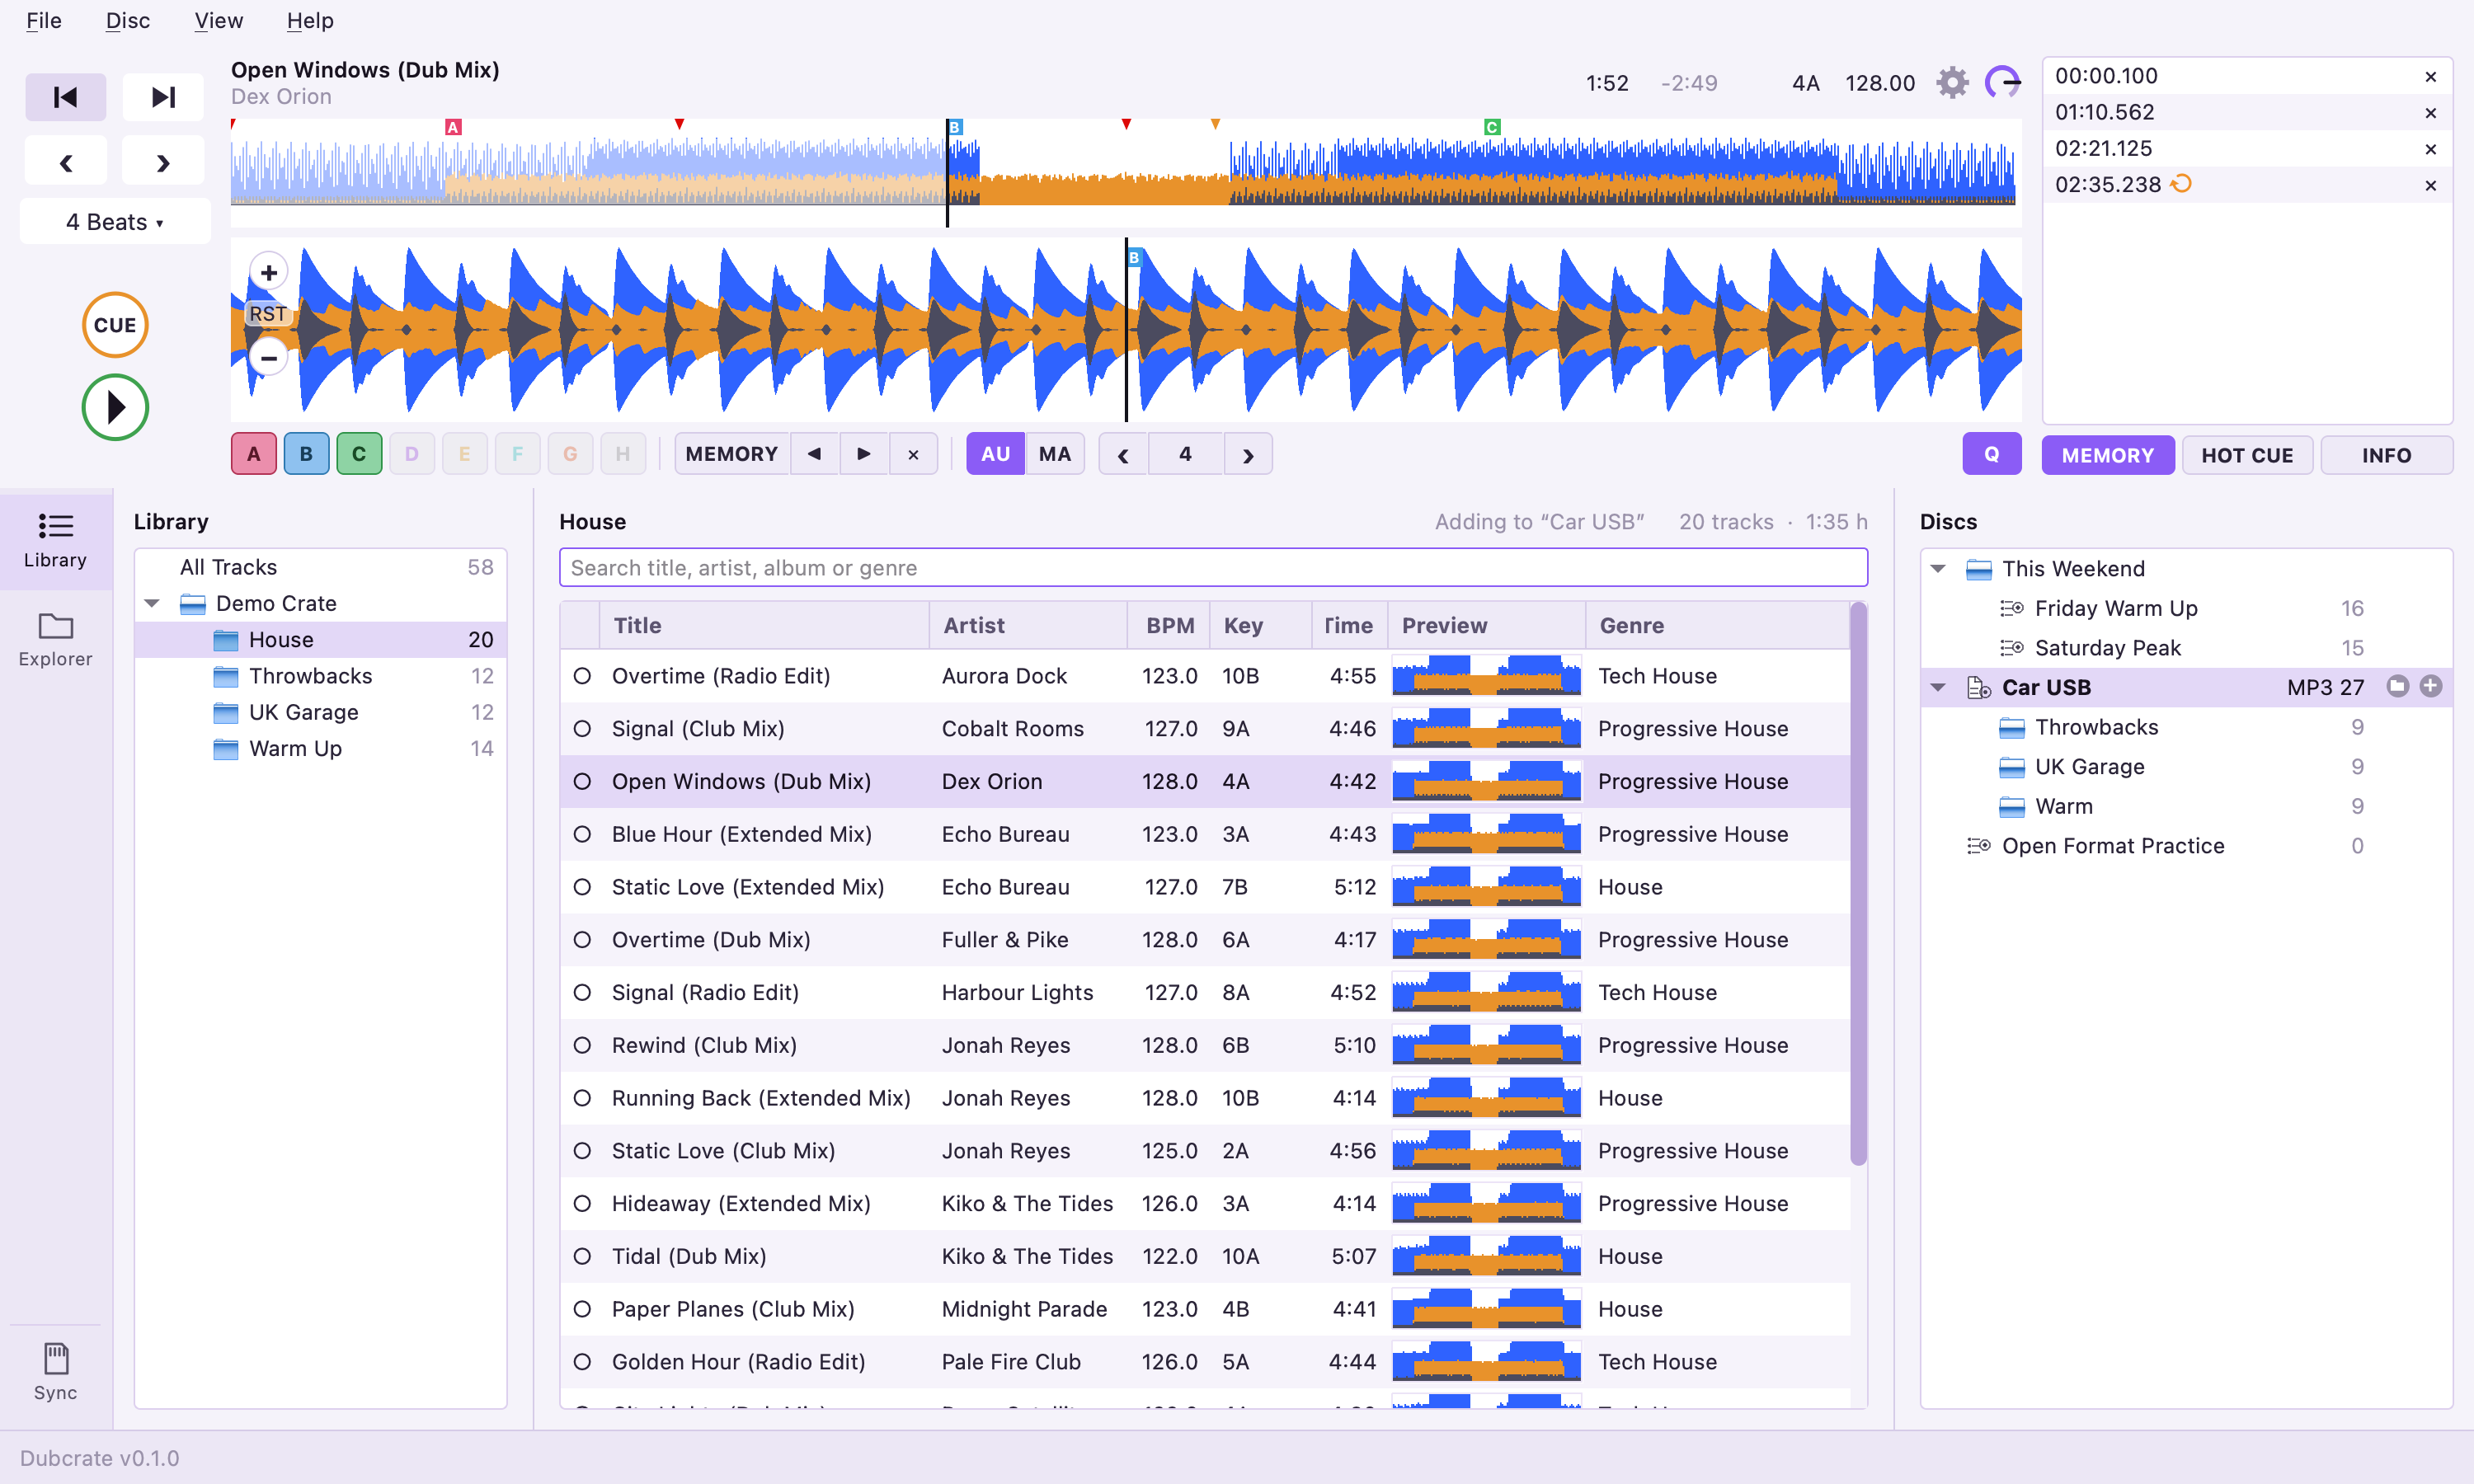 File Disc View Help
Open Windows (Dub Mix)
Dex Orion
1:52 -2:49 4A 128.00
00:00.100 ×
01:10.562 ×
02:21.125 ×
02:35.238 ×
4 Beats ▾
A B C
CUE
RST
B
A B C D E F G H MEMORY × AU MA 4 Q MEMORY HOT CUE INFO
Library
Explorer
Sync
Library
All Tracks 58
Demo Crate
House 20
Throwbacks 12
UK Garage 12
Warm Up 14
House Adding to “Car USB” 20 tracks · 1:35 h
Search title, artist, album or genre
Title Artist BPM Key Time Preview Genre
Overtime (Radio Edit) Aurora Dock 123.0 10B 4:55 Tech House
Signal (Club Mix) Cobalt Rooms 127.0 9A 4:46 Progressive House
Open Windows (Dub Mix) Dex Orion 128.0 4A 4:42 Progressive House
Blue Hour (Extended Mix) Echo Bureau 123.0 3A 4:43 Progressive House
Static Love (Extended Mix) Echo Bureau 127.0 7B 5:12 House
Overtime (Dub Mix) Fuller & Pike 128.0 6A 4:17 Progressive House
Signal (Radio Edit) Harbour Lights 127.0 8A 4:52 Tech House
Rewind (Club Mix) Jonah Reyes 128.0 6B 5:10 Progressive House
Running Back (Extended Mix) Jonah Reyes 128.0 10B 4:14 House
Static Love (Club Mix) Jonah Reyes 125.0 2A 4:56 Progressive House
Hideaway (Extended Mix) Kiko & The Tides 126.0 3A 4:14 Progressive House
Tidal (Dub Mix) Kiko & The Tides 122.0 10A 5:07 House
Paper Planes (Club Mix) Midnight Parade 123.0 4B 4:41 House
Golden Hour (Radio Edit) Pale Fire Club 126.0 5A 4:44 Tech House
Discs
This Weekend
Friday Warm Up 16
Saturday Peak 15
Car USB MP3 27
Throwbacks 9
UK Garage 9
Warm 9
Open Format Practice 0
Dubcrate v0.1.0